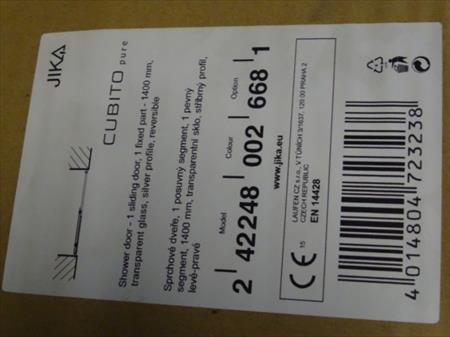 JIKA
CUBITO pure
Shower door - 1 sliding door, 1 fixed part - 1400 mm,
transparent glass, silver profile, reversible
Sprchové dveře, 1 posuvny segment, 1 pevný
segment, 1400 mm, transparentní sklo, stříbrný profil,
levé-pravé
Model Colour Option
2 42248 002 668 1
www.jika.eu
CE 15
LAUFEN CZ s.r.o., V TŮNÍCH 3/1637, 120 00 PRAHA 2
CZECH REPUBLIC
EN 14428
4 014804 723238